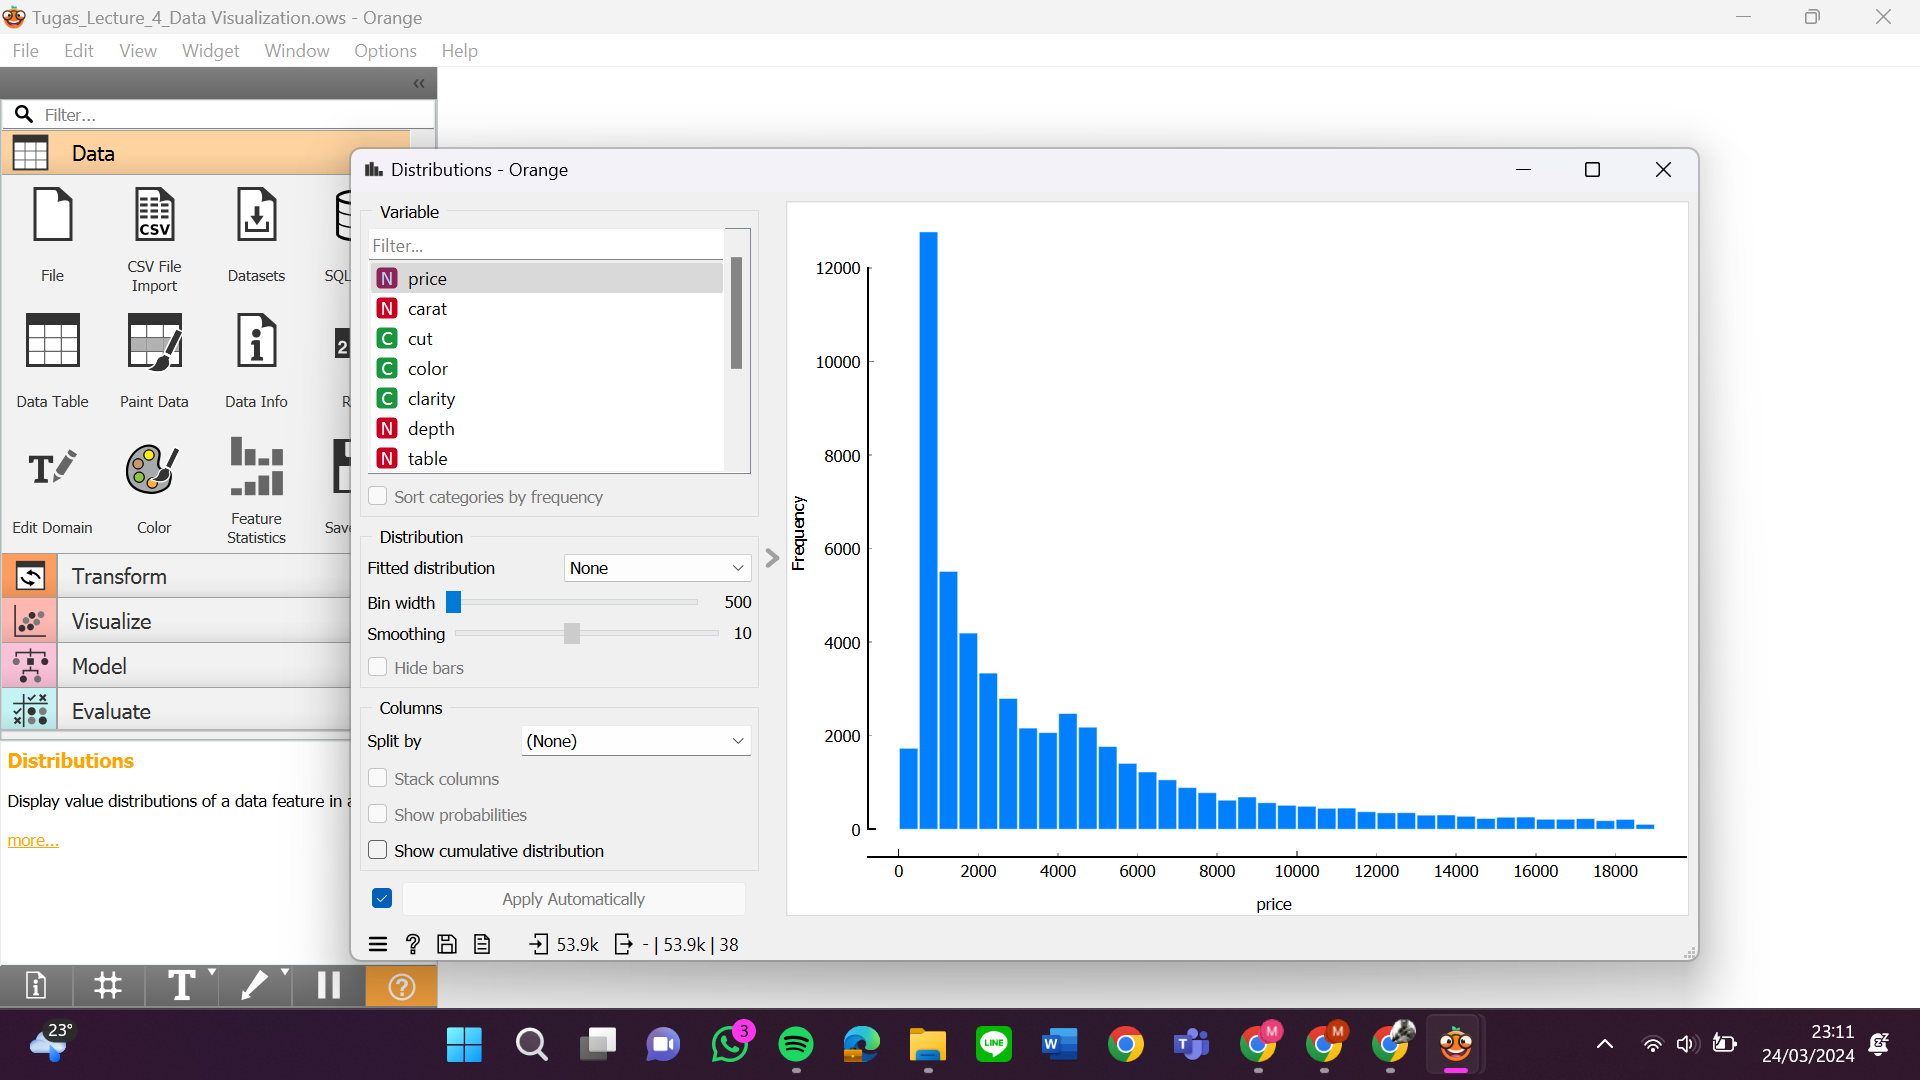 Tugas_Lecture_4_Data Visualization.ows - Orange
File Edit View Widget Window Options Help
«
Filter...
Data
File
CSV
CSV File Import
Datasets
SQL
Data Table
Paint Data
Data Info
2
R
T
Edit Domain
Color
Feature Statistics
Save
Transform
Visualize
Model
Evaluate
Distributions
Display value distributions of a data feature in a
more...
Distributions - Orange
Variable
Filter...
N price
N carat
C cut
C color
C clarity
N depth
N table
Sort categories by frequency
Distribution
Fitted distribution None
Bin width 500
Smoothing 10
Hide bars
Columns
Split by (None)
Stack columns
Show probabilities
Show cumulative distribution
Apply Automatically
? 53.9k - | 53.9k | 38
Frequency
12000
10000
8000
6000
4000
2000
0
0 2000 4000 6000 8000 10000 12000 14000 16000 18000
price
T ?
23°
3
LINE
W
T
M
M
23:11
24/03/2024